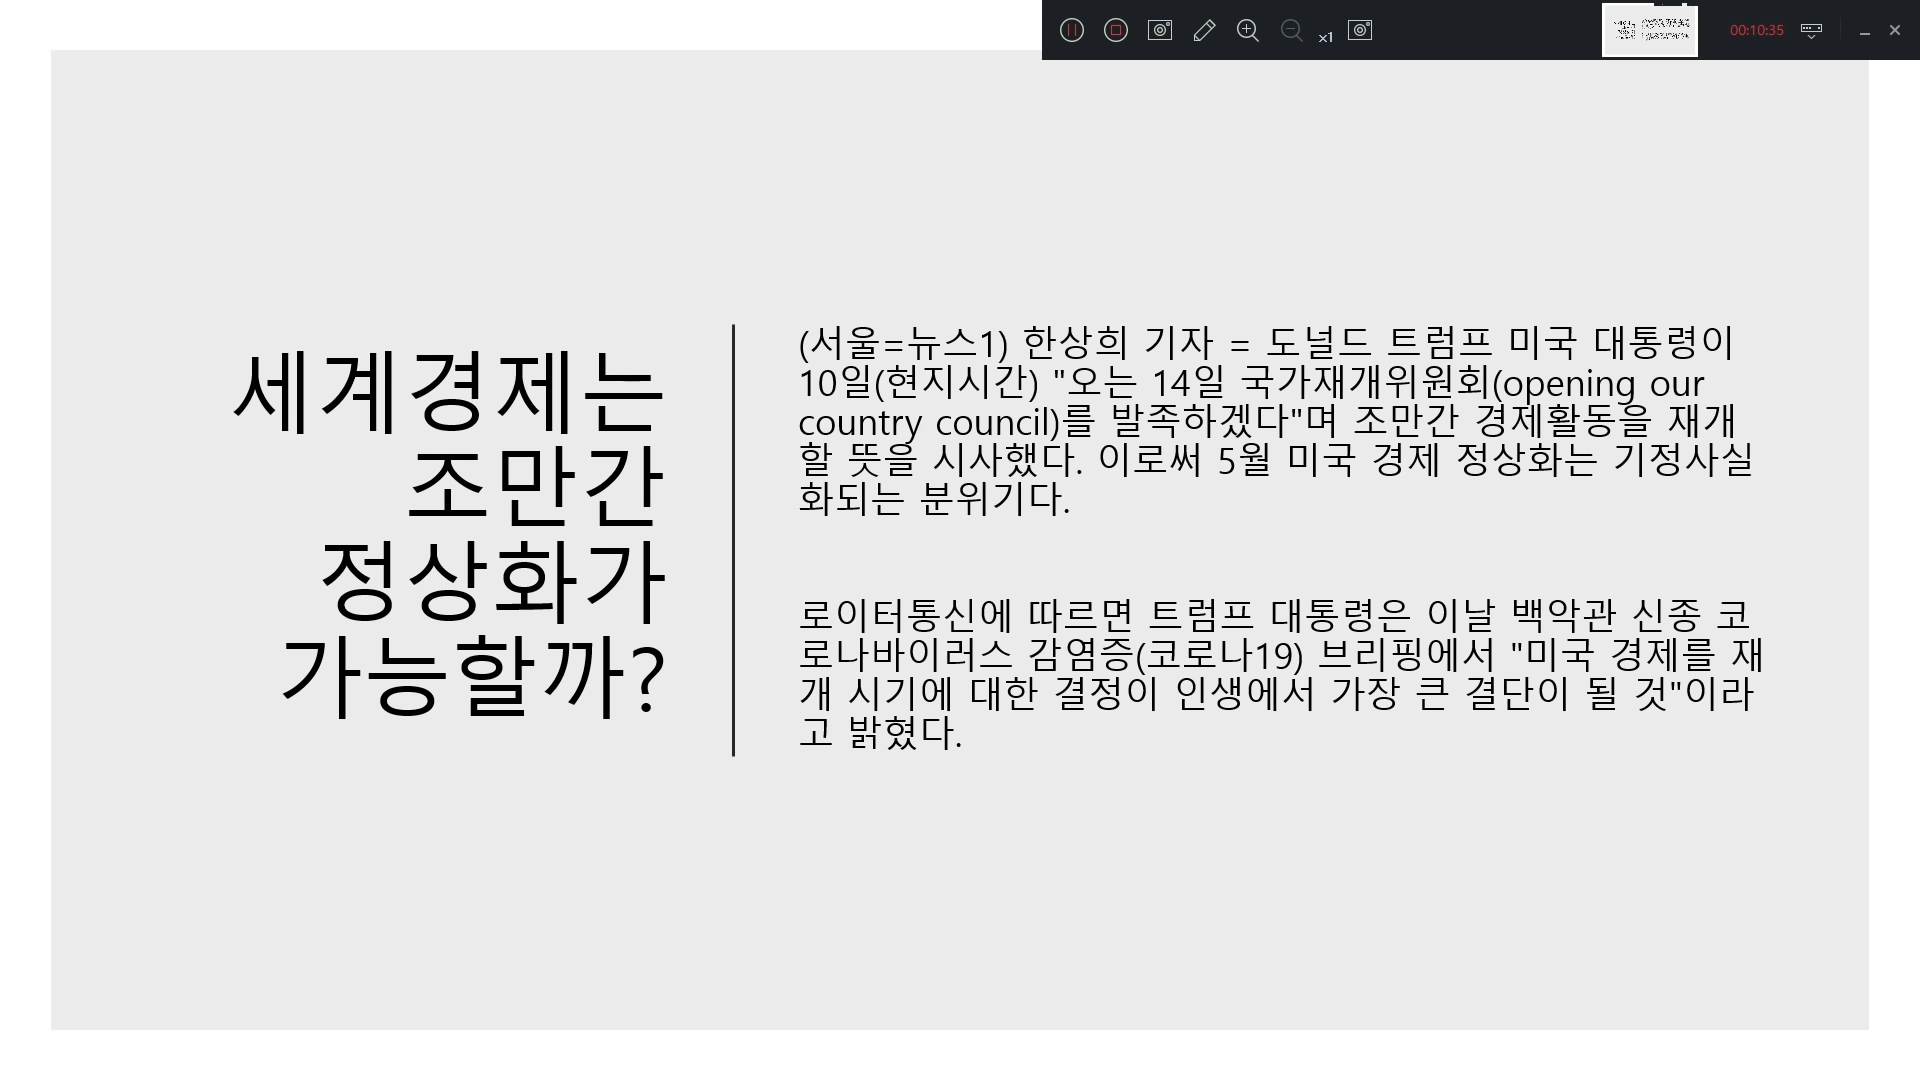 x1
00:10:35
세계경제는
조만간
정상화가
가능할까?
(서울=뉴스1) 한상희 기자 = 도널드 트럼프 미국 대통령이
10일(현지시간) "오는 14일 국가재개위원회(opening our
country council)를 발족하겠다"며 조만간 경제활동을 재개
할 뜻을 시사했다. 이로써 5월 미국 경제 정상화는 기정사실
화되는 분위기다.
로이터통신에 따르면 트럼프 대통령은 이날 백악관 신종 코
로나바이러스 감염증(코로나19) 브리핑에서 "미국 경제를 재
개 시기에 대한 결정이 인생에서 가장 큰 결단이 될 것"이라
고 밝혔다.